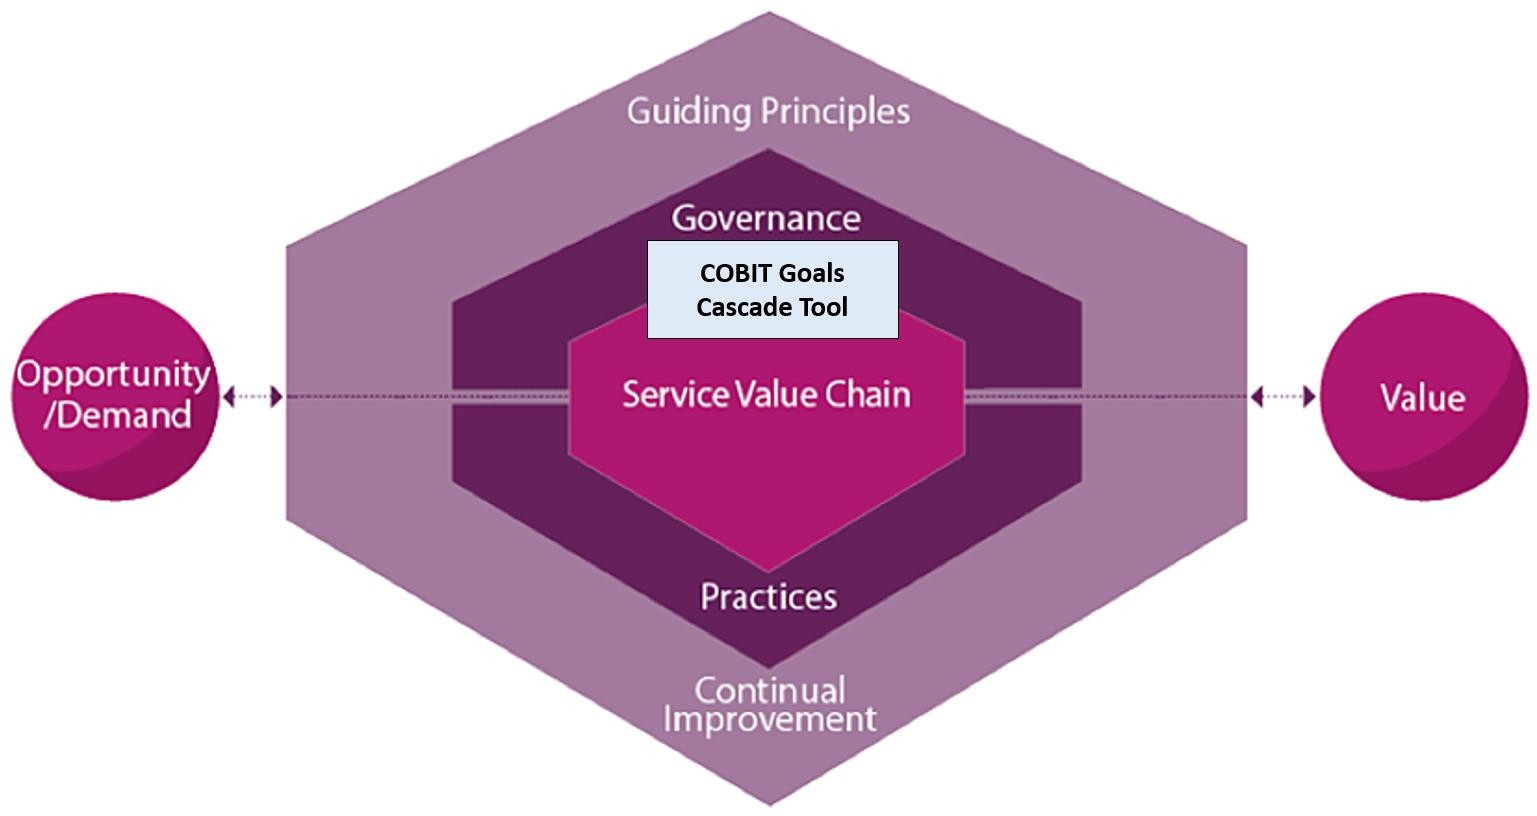 Guiding Principles
Governance
COBIT Goals
Cascade Tool
Opportunity
/Demand
Service Value Chain
Value
Practices
Continual
Improvement